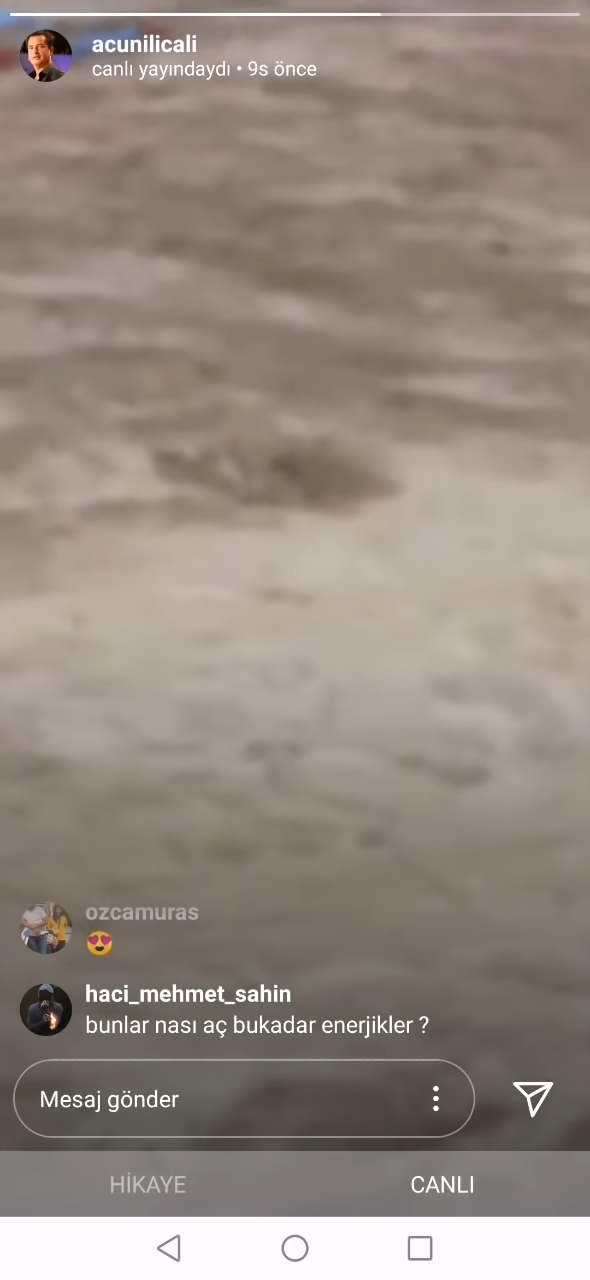 acunilicali
canlı yayındaydı • 9s önce
ozcamuras
😍
haci_mehmet_sahin
bunlar nası aç bukadar enerjikler ?
Mesaj gönder
HİKAYE
CANLI